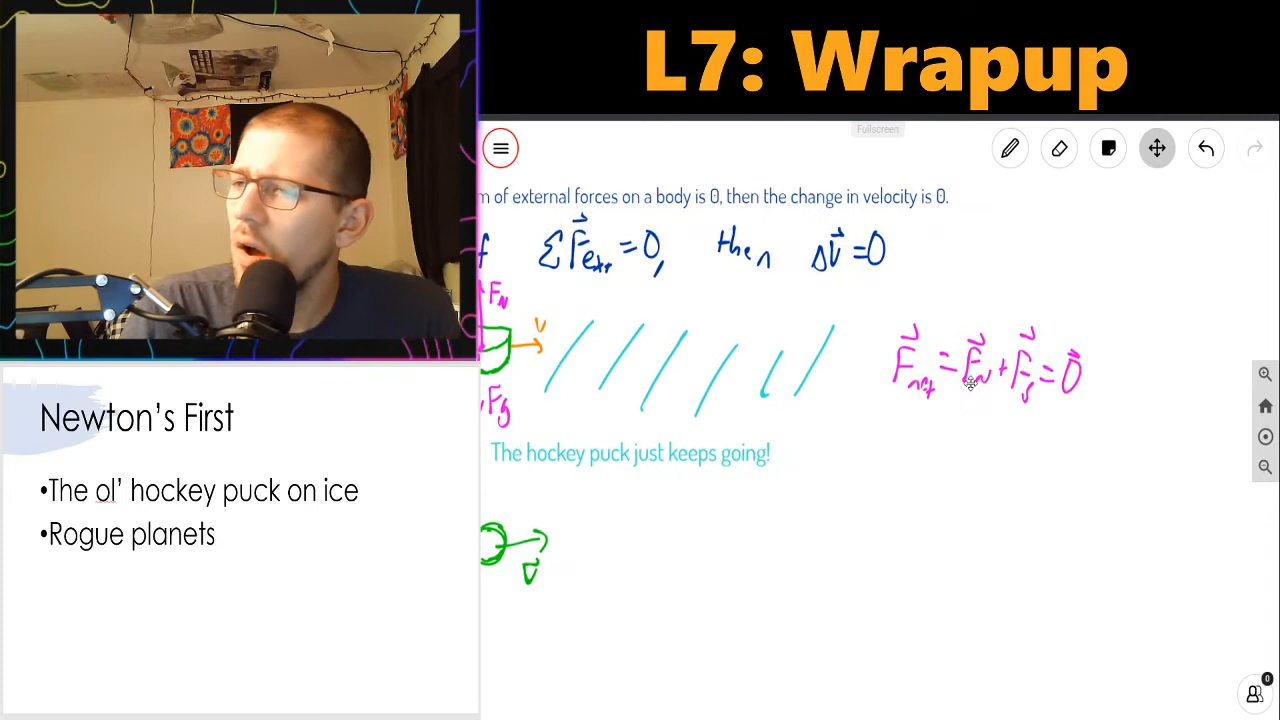 L7: Wrapup
Fullscreen
m of external forces on a body is 0, then the change in velocity is 0.
f ΣF⃗ext = 0, then Δv⃗ = 0
FN
v
F⃗net = F⃗N + F⃗g = 0⃗
Fg
The hockey puck just keeps going!
v⃗
Newton's First
•The ol' hockey puck on ice
•Rogue planets
0